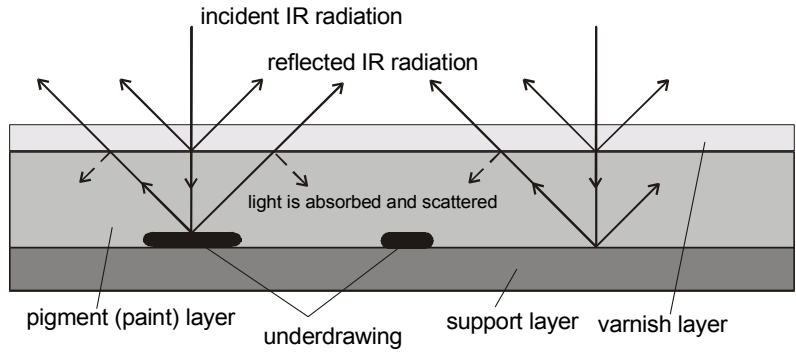 incident IR radiation
reflected IR radiation
light is absorbed and scattered
pigment (paint) layer
underdrawing
support layer
varnish layer